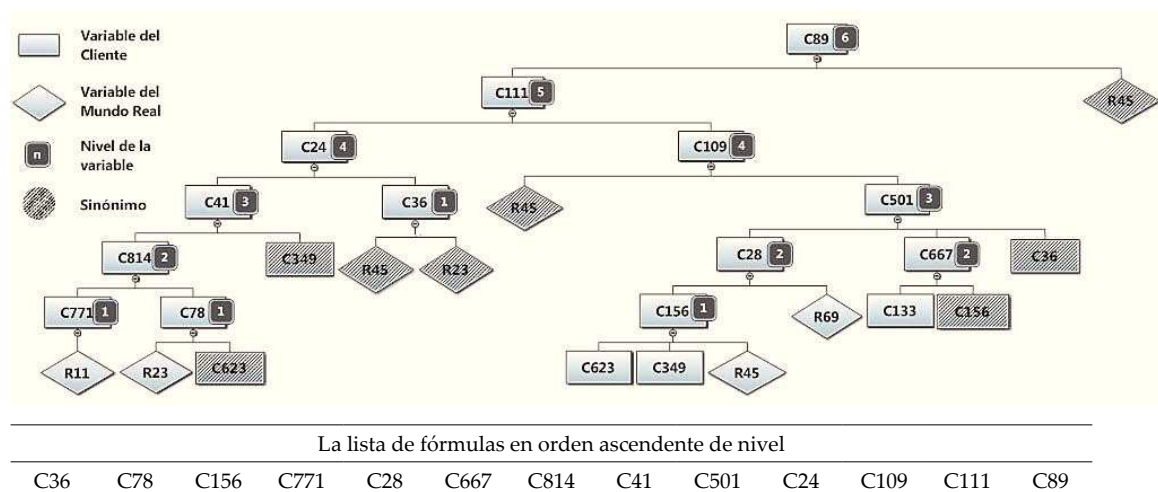 Variable del
Cliente
Variable del
Mundo Real
n
Nivel de la
variable
Sinónimo
C89 6
C111 5
R45
C24 4
C109 4
C41 3
C36 1
R45
C501 3
C814 2
C349
R45
R23
C28 2
C667 2
C36
C771 1
C78 1
C156 1
R69
C133
C156
R11
R23
C623
C623
C349
R45
La lista de fórmulas en orden ascendente de nivel
C36 C78 C156 C771 C28 C667 C814 C41 C501 C24 C109 C111 C89